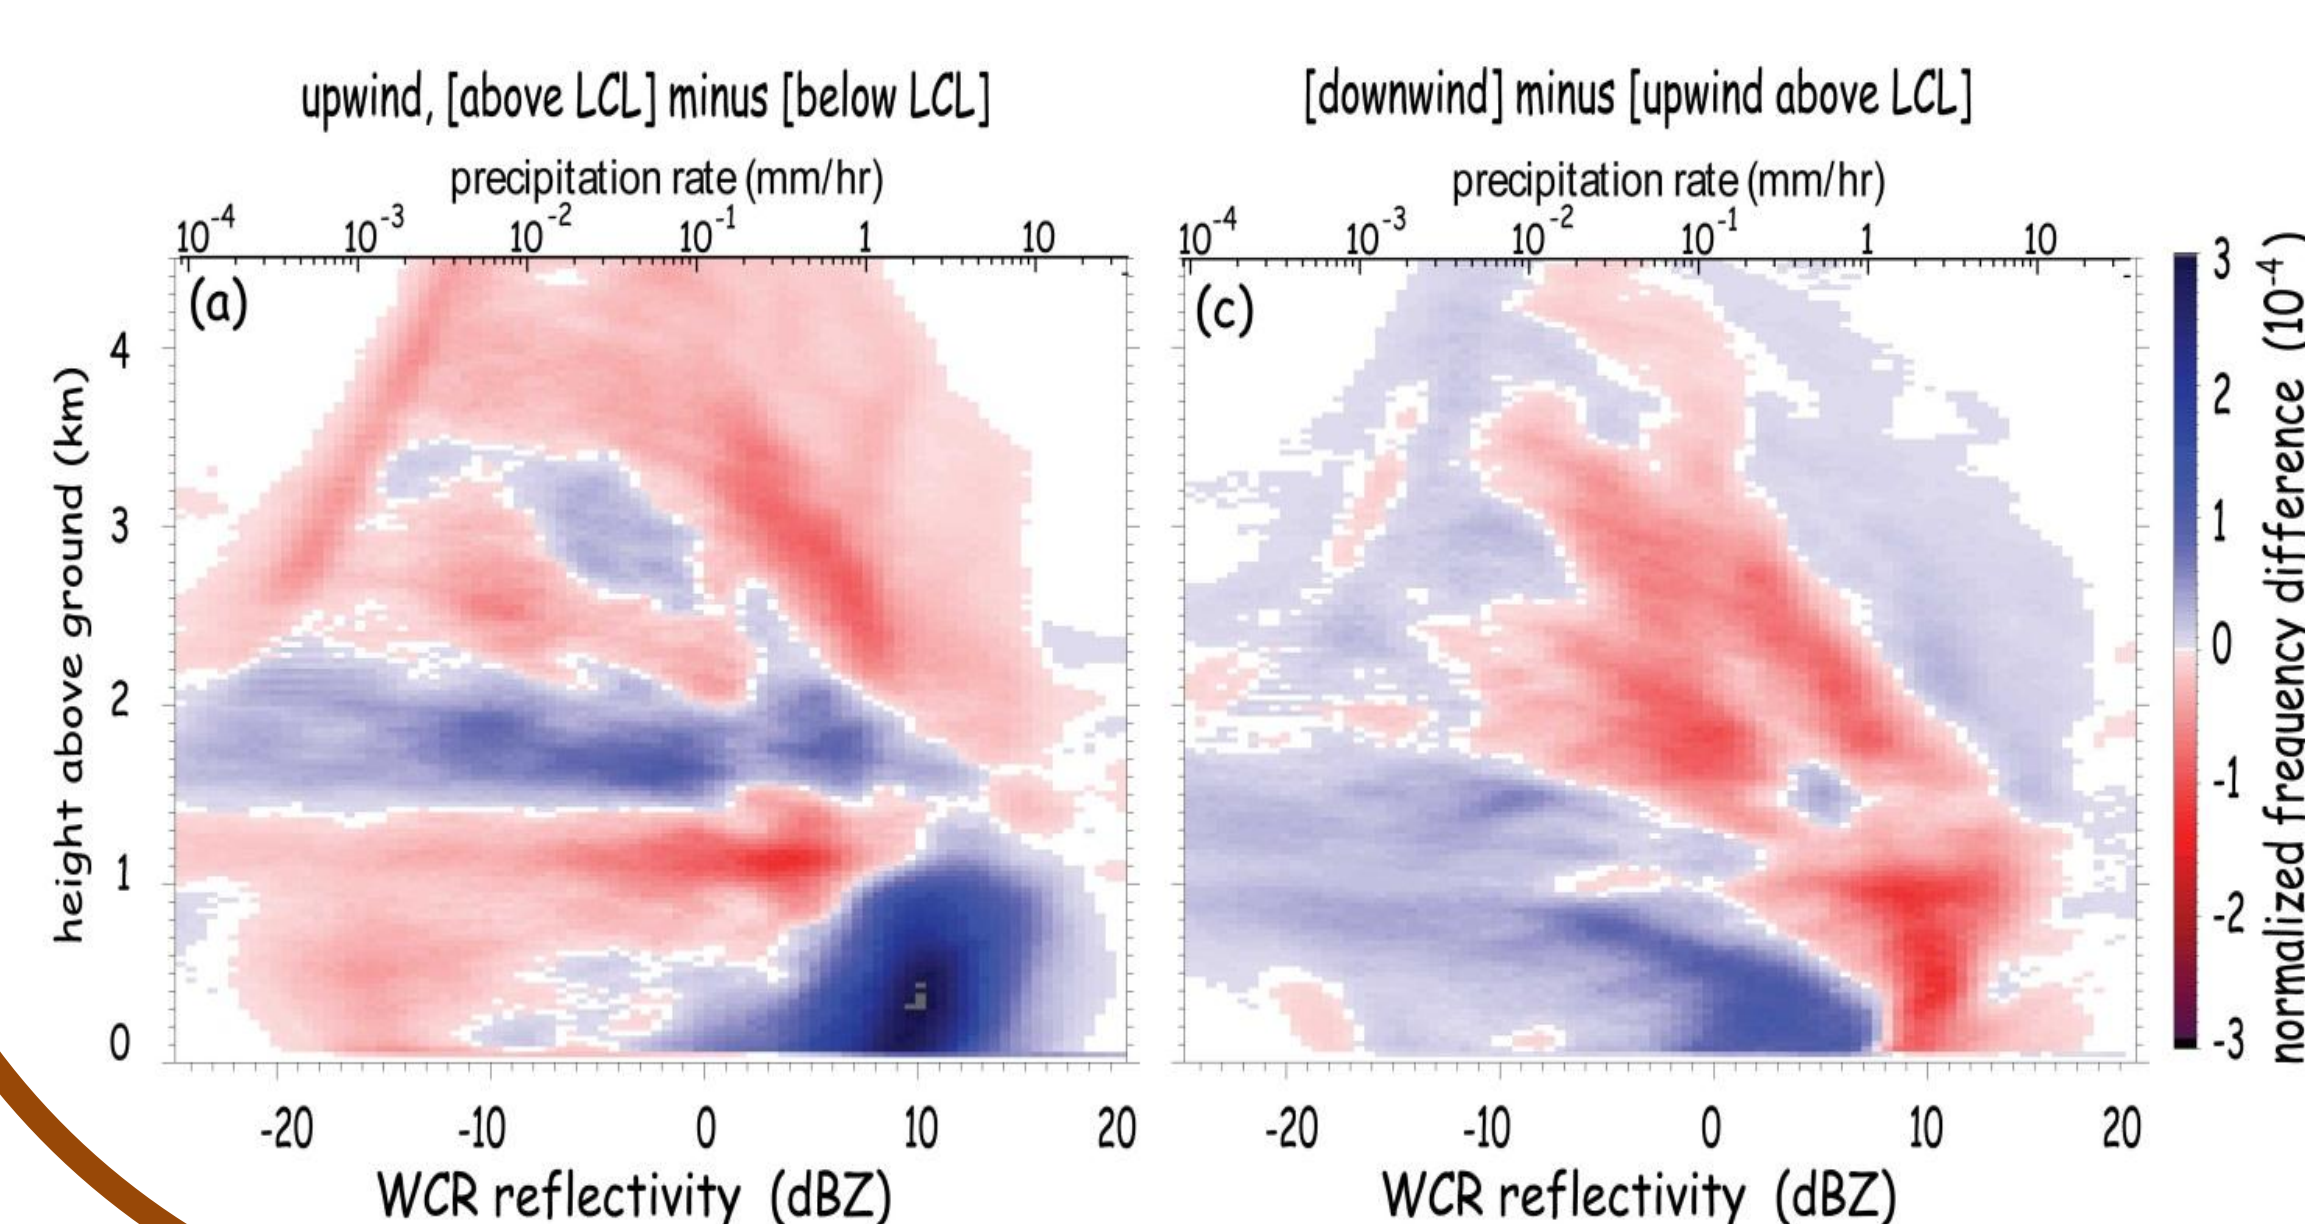 upwind, [above LCL] minus [below LCL]
precipitation rate (mm/hr)
10-4 10-3 10-2 10-1 1 10
(a)
height above ground (km)
4
3
2
1
0
-20 -10 0 10 20
WCR reflectivity (dBZ)
[downwind] minus [upwind above LCL]
precipitation rate (mm/hr)
10-4 10-3 10-2 10-1 1 10
(c)
-20 -10 0 10 20
WCR reflectivity (dBZ)
3
2
1
0
-1
-2
-3
normalized frequency difference (10-4)